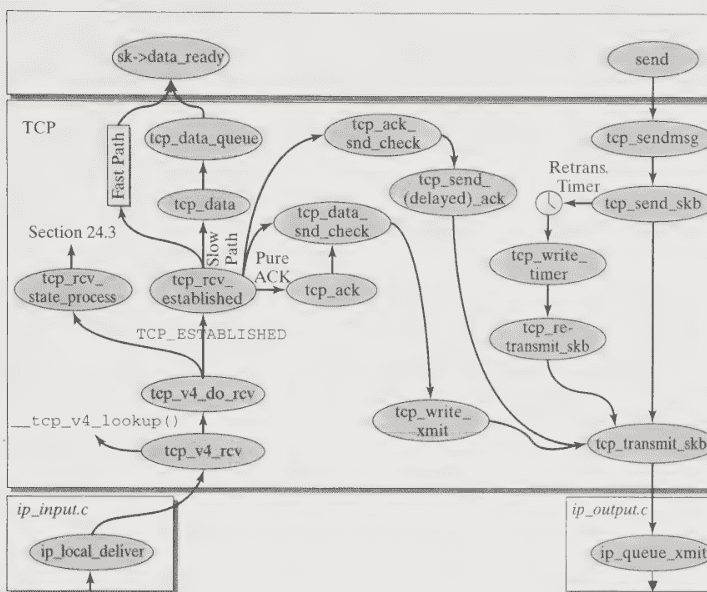 sk->data_ready
send
TCP
Fast Path
tcp_data_queue
tcp_data
Slow
Path
Section 24.3
tcp_rcv_
state_process
tcp_rcv_
established
Pure
ACK
tcp_ack
tcp_ack_
snd_check
tcp_data_
snd_check
tcp_send_
(delayed)_ack
tcp_sendmsg
Retrans.
Timer
tcp_send_skb
tcp_write_
timer
tcp_re-
transmit_skb
TCP_ESTABLISHED
tcp_v4_do_rcv
__tcp_v4_lookup()
tcp_v4_rcv
tcp_write_
xmit
tcp_transmit_skb
ip_input.c
ip_local_deliver
ip_output.c
ip_queue_xmit